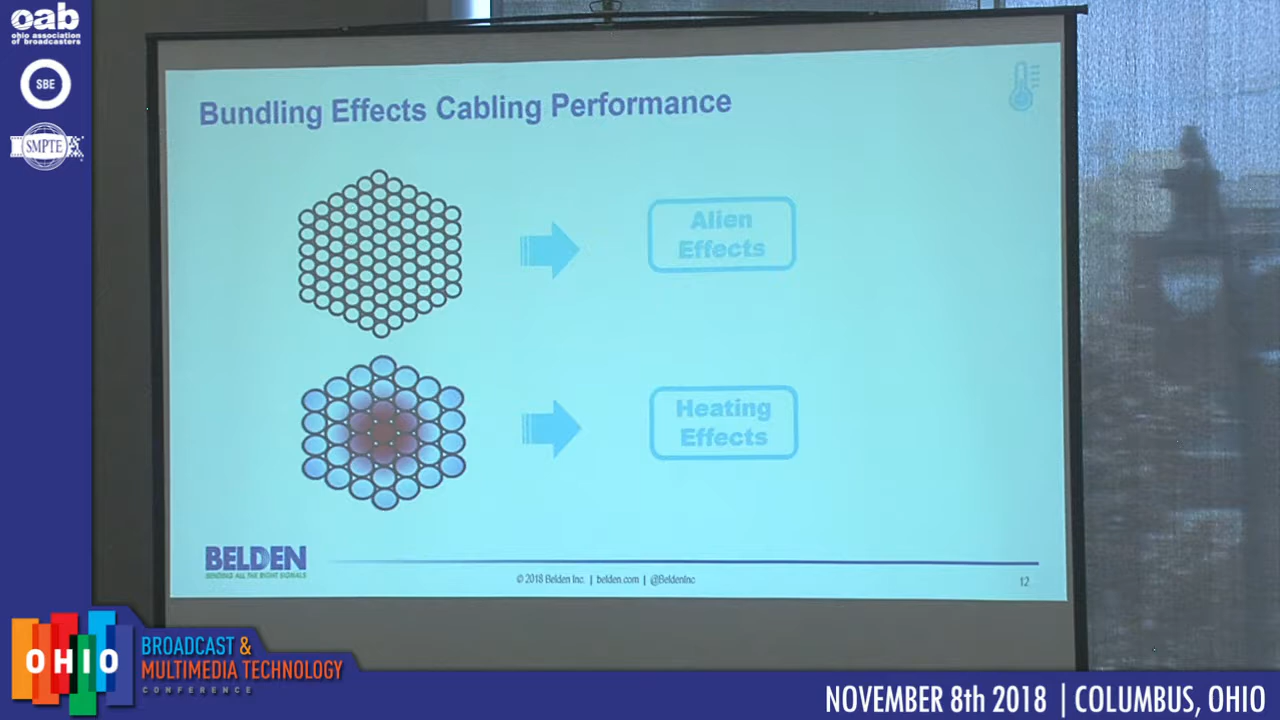 oab
ohio association
of broadcasters
SBE
SMPTE
Bundling Effects Cabling Performance
Alien
Effects
Heating
Effects
BELDEN
SENDING ALL THE RIGHT SIGNALS
© 2018 Belden Inc. | belden.com | @BeldenInc
12
OHIO
BROADCAST &
MULTIMEDIA TECHNOLOGY
CONFERENCE
NOVEMBER 8th 2018 | COLUMBUS, OHIO